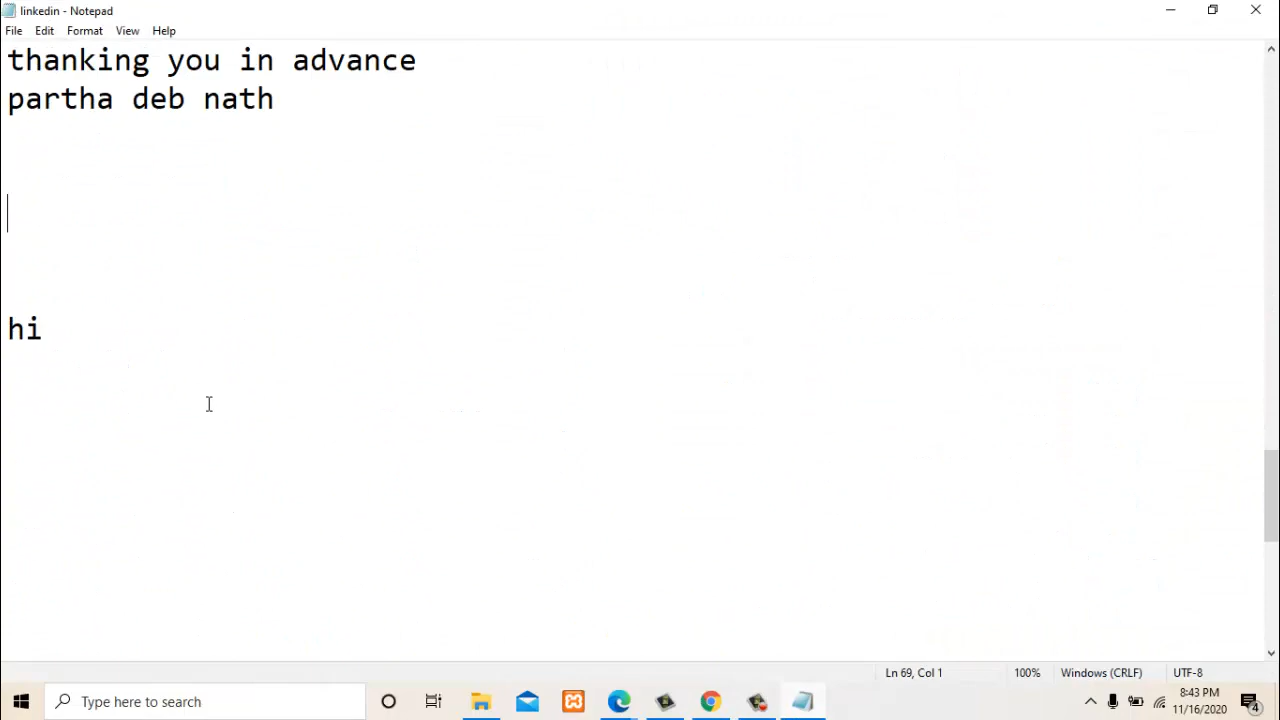 linkedin - Notepad
File Edit Format View Help
thanking you in advance
partha deb nath
hi
Ln 69, Col 1 100% Windows (CRLF) UTF-8
Type here to search
8:43 PM
11/16/2020
4